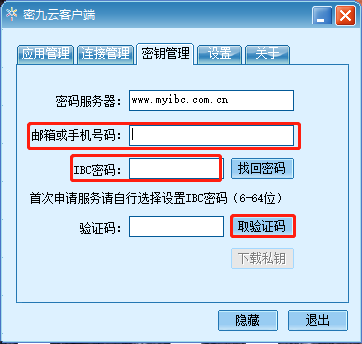 密九云客户端
应用管理 连接管理 密钥管理 设置 关于
密码服务器： www.myibc.com.cn
邮箱或手机号码：
IBC密码： 找回密码
首次申请服务请自行选择设置IBC密码（6-64位）
验证码： 取验证码
下载私钥
隐藏 退出